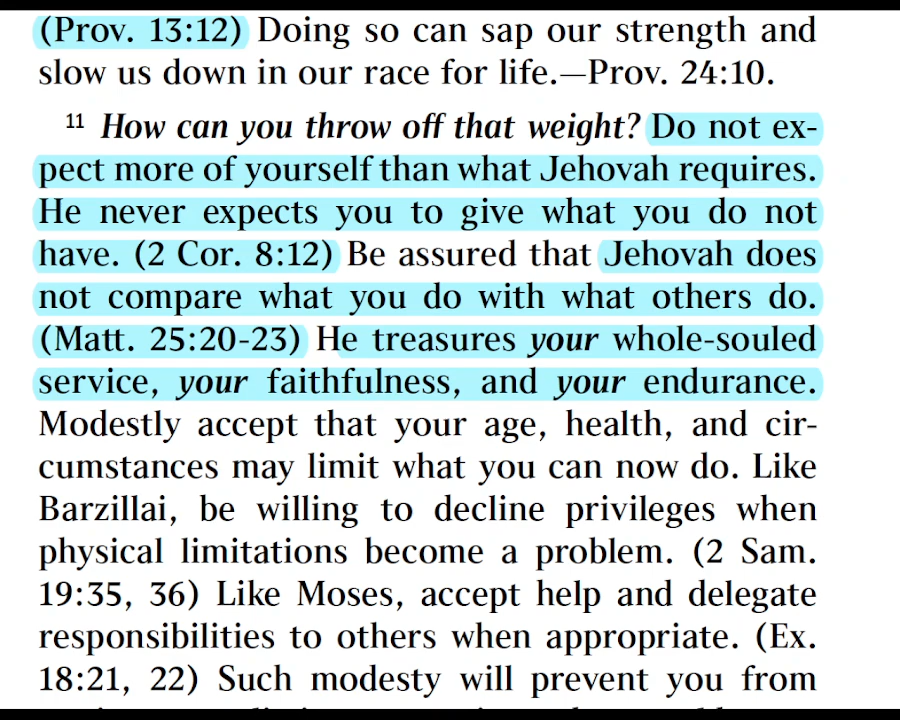 (Prov. 13:12) Doing so can sap our strength and
slow us down in our race for life.—Prov. 24:10.
11 How can you throw off that weight? Do not ex-
pect more of yourself than what Jehovah requires.
He never expects you to give what you do not
have. (2 Cor. 8:12) Be assured that Jehovah does
not compare what you do with what others do.
(Matt. 25:20-23) He treasures your whole-souled
service, your faithfulness, and your endurance.
Modestly accept that your age, health, and cir-
cumstances may limit what you can now do. Like
Barzillai, be willing to decline privileges when
physical limitations become a problem. (2 Sam.
19:35, 36) Like Moses, accept help and delegate
responsibilities to others when appropriate. (Ex.
18:21, 22) Such modesty will prevent you from